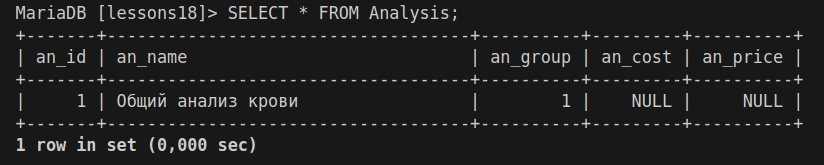 MariaDB [lessons18]> SELECT * FROM Analysis;
+-------+-----------------------------------+----------+---------+----------+
| an_id | an_name                           | an_group | an_cost | an_price |
+-------+-----------------------------------+----------+---------+----------+
|     1 | Общий анализ крови                |        1 |    NULL |     NULL |
+-------+-----------------------------------+----------+---------+----------+
1 row in set (0,000 sec)